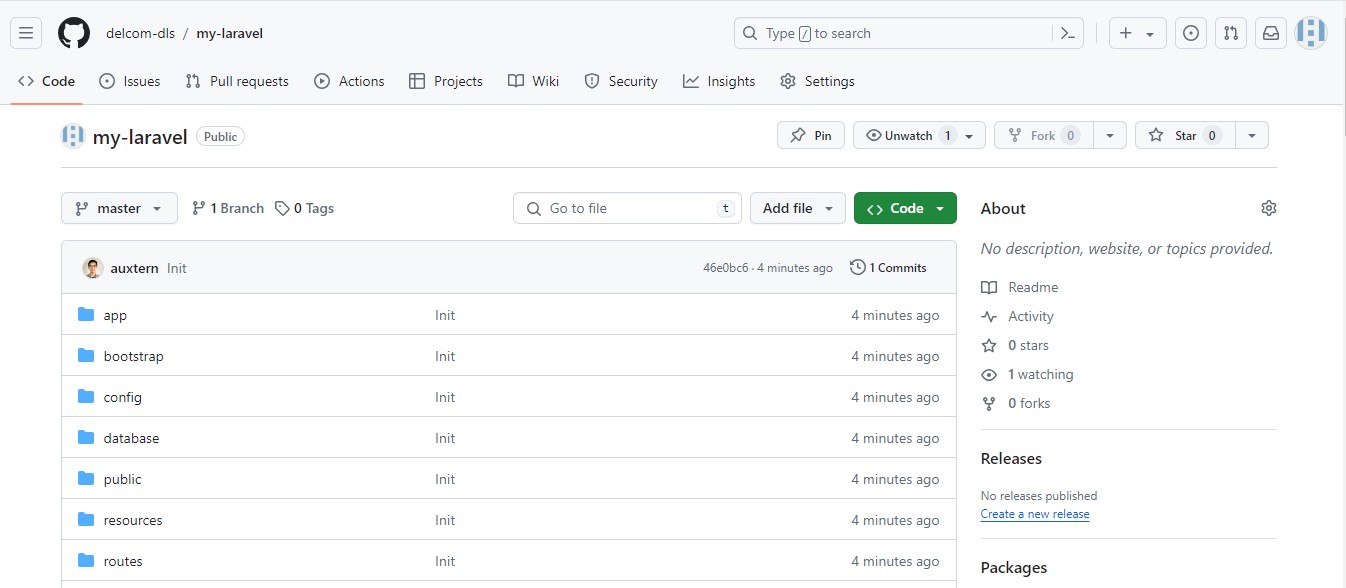 delcom-dls / my-laravel Type / to search
Code Issues Pull requests Actions Projects Wiki Security Insights Settings
my-laravel Public Pin Unwatch 1 Fork 0 Star 0
master 1 Branch 0 Tags Go to file t Add file Code
auxtern Init 46e0bc6 · 4 minutes ago 1 Commits
app Init 4 minutes ago
bootstrap Init 4 minutes ago
config Init 4 minutes ago
database Init 4 minutes ago
public Init 4 minutes ago
resources Init 4 minutes ago
routes Init 4 minutes ago
About
No description, website, or topics provided.
Readme
Activity
0 stars
1 watching
0 forks
Releases
No releases published
Create a new release
Packages